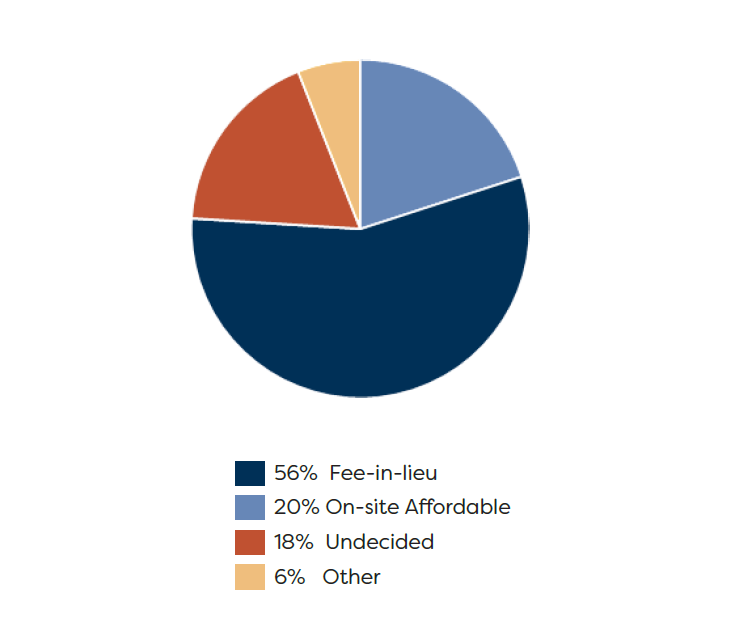 56% Fee-in-lieu
20% On-site Affordable
18% Undecided
6% Other